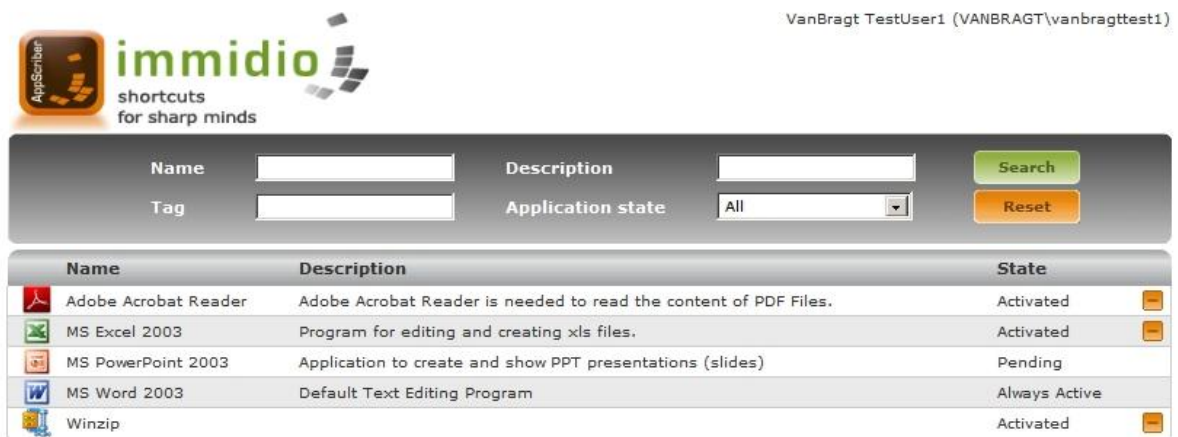 VanBragt TestUser1 (VANBRAGT\vanbragttest1)
AppScriber
immidio
shortcuts
for sharp minds
Name Description Search
Tag Application state All Reset
Name Description State
Adobe Acrobat Reader Adobe Acrobat Reader is needed to read the content of PDF Files. Activated
MS Excel 2003 Program for editing and creating xls files. Activated
MS PowerPoint 2003 Application to create and show PPT presentations (slides) Pending
MS Word 2003 Default Text Editing Program Always Active
Winzip Activated